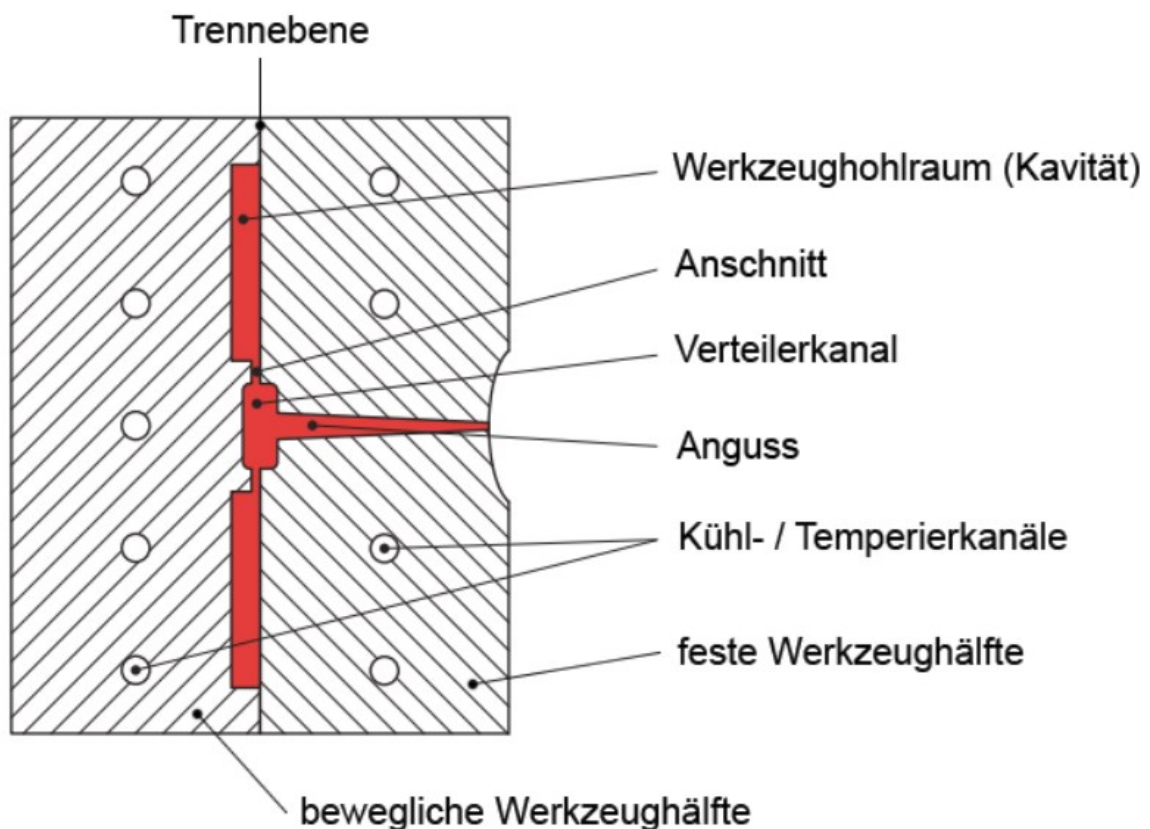 Trennebene
Werkzeughohlraum (Kavität)
Anschnitt
Verteilerkanal
Anguss
Kühl- / Temperierkanäle
feste Werkzeughälfte
bewegliche Werkzeughälfte